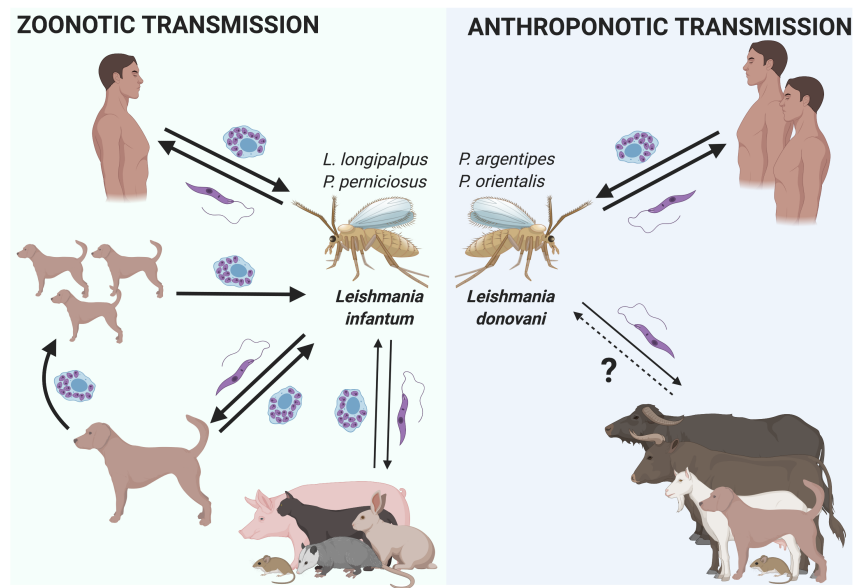 ZOONOTIC TRANSMISSION
L. longipalpus
P. perniciosus
Leishmania
infantum
ANTHROPONOTIC TRANSMISSION
P. argentipes
P. orientalis
Leishmania
donovani
?